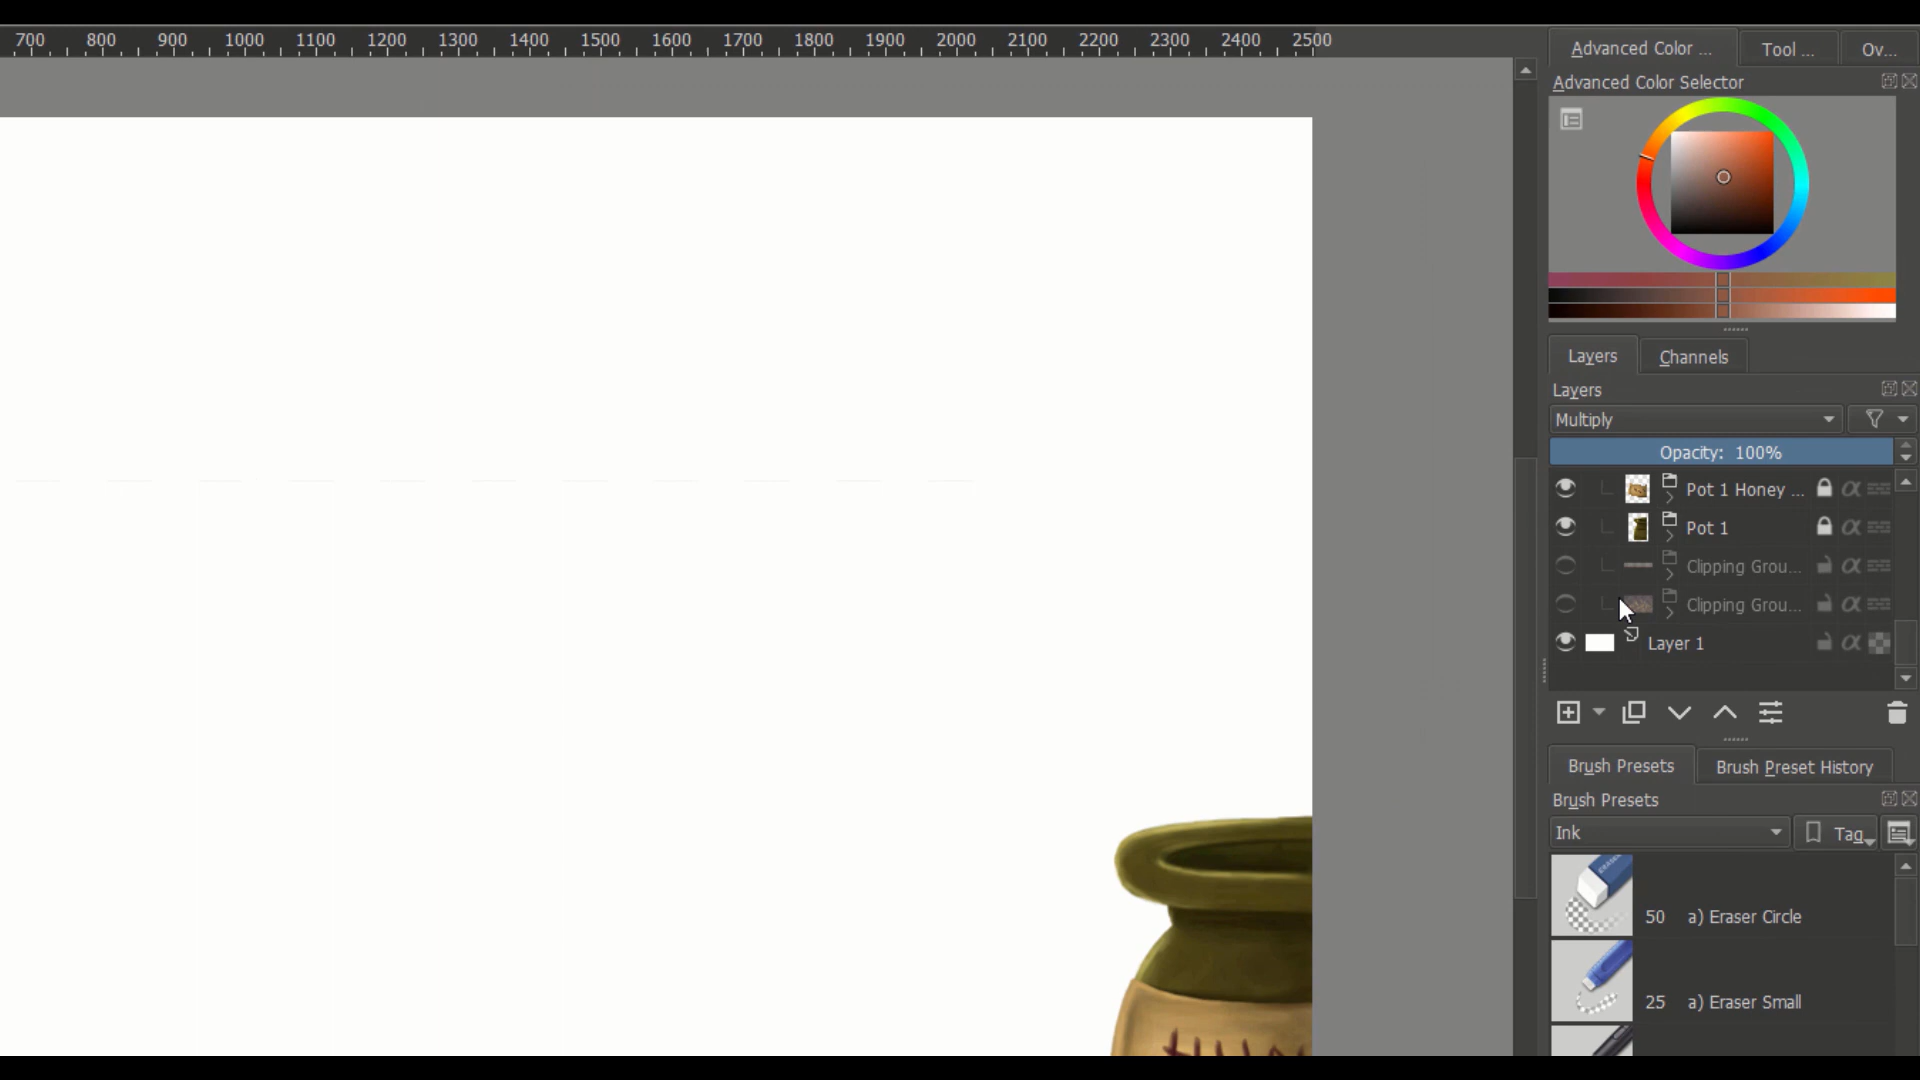 700 800 900 1000 1100 1200 1300 1400 1500 1600 1700 1800 1900 2000 2100 2200 2300 2400 2500
Advanced Color ... Tool ... Ov...
Advanced Color Selector
Layers Channels
Layers
Multiply
Opacity: 100%
Pot 1 Honey ...
Pot 1
Clipping Grou...
Clipping Grou...
Layer 1
Brush Presets Brush Preset History
Brush Presets
Ink Tag
50 a) Eraser Circle
25 a) Eraser Small